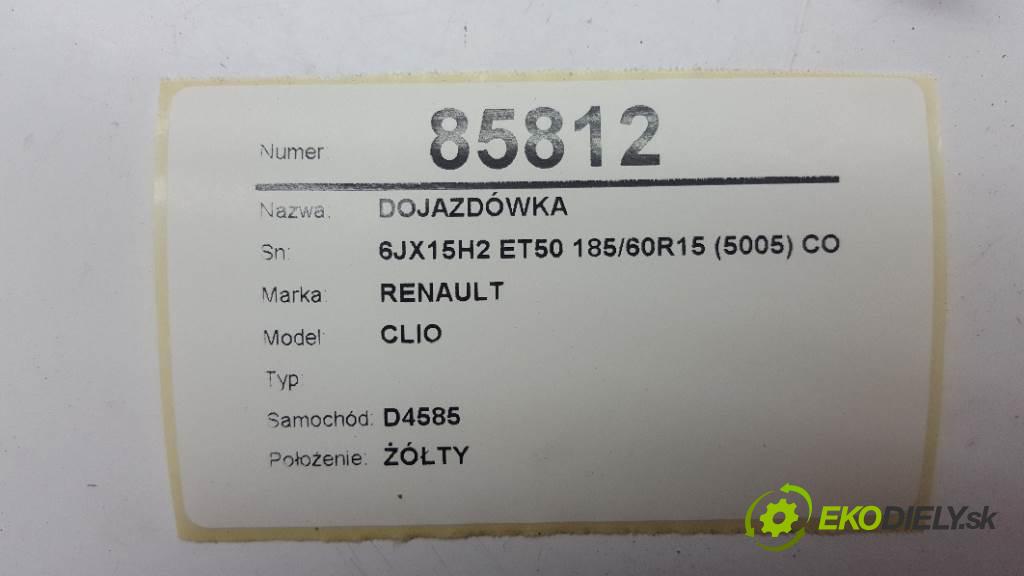 Numer: 85812
Nazwa: DOJAZDÓWKA
Sn: 6JX15H2 ET50 185/60R15 (5005) CO
Marka: RENAULT
Model: CLIO
Typ:
Samochód: D4585
Położenie: ŻÓŁTY
EKODIELY.sk